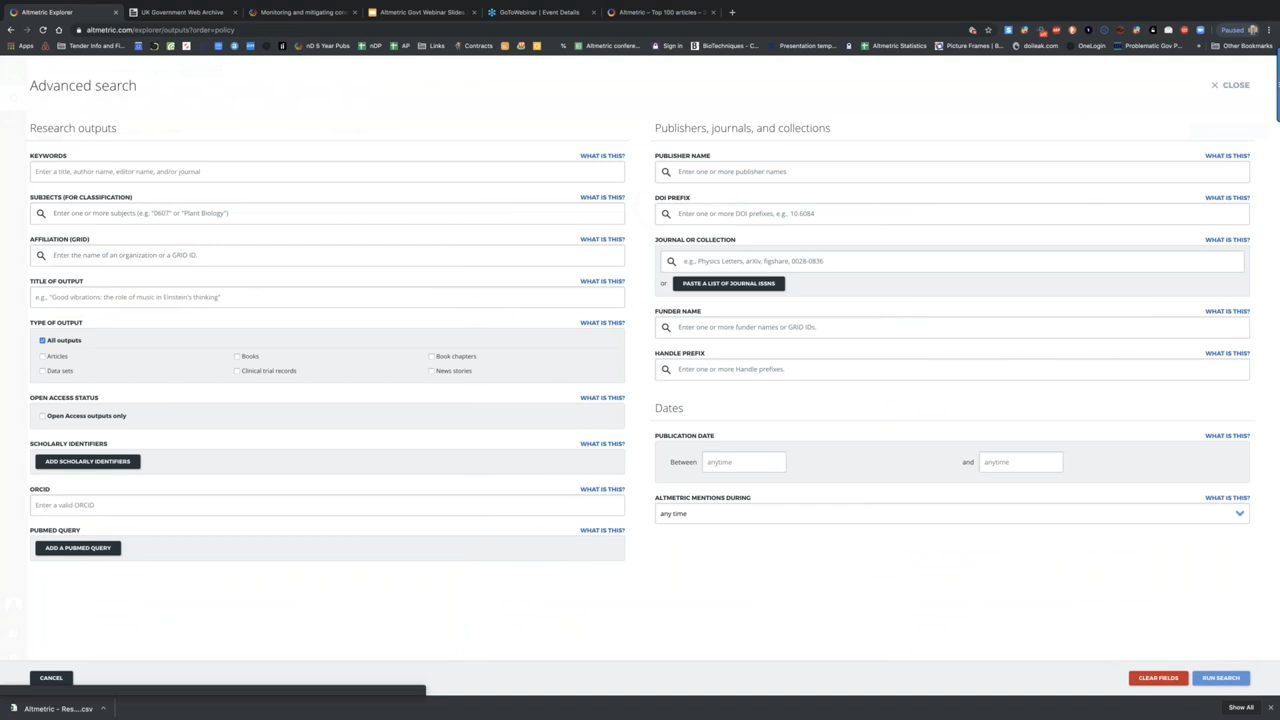 Altmetric Explorer
UK Government Web Archive
Monitoring and mitigating con
Altmetric Govt Webinar Slides
GoToWebinar | Event Details
Altmetric – Top 100 articles –
altmetric.com/explorer/outputs?order=policy
Paused
Apps
Tender Info and Fi...
nD 6 Year Pubs
nDP
AP
Links
Contracts
Altmetric confere...
Sign in
BioTechniques - C...
Presentation temp...
Altmetric Statistics
Picture Frames | B...
doileak.com
OneLogin
Problematic Gov P...
Other Bookmarks
Advanced search
CLOSE
Research outputs
KEYWORDS
WHAT IS THIS?
Enter a title, author name, editor name, and/or journal
SUBJECTS (FOR CLASSIFICATION)
WHAT IS THIS?
Enter one or more subjects (e.g. "0607" or "Plant Biology")
AFFILIATION (GRID)
WHAT IS THIS?
Enter the name of an organization or a GRID ID.
TITLE OF OUTPUT
WHAT IS THIS?
e.g., "Good vibrations: the role of music in Einstein's thinking"
TYPE OF OUTPUT
WHAT IS THIS?
All outputs
Articles
Books
Book chapters
Data sets
Clinical trial records
News stories
OPEN ACCESS STATUS
WHAT IS THIS?
Open Access outputs only
SCHOLARLY IDENTIFIERS
WHAT IS THIS?
ADD SCHOLARLY IDENTIFIERS
ORCID
WHAT IS THIS?
Enter a valid ORCID
PUBMED QUERY
WHAT IS THIS?
ADD A PUBMED QUERY
Publishers, journals, and collections
PUBLISHER NAME
WHAT IS THIS?
Enter one or more publisher names
DOI PREFIX
WHAT IS THIS?
Enter one or more DOI prefixes, e.g., 10.6084
JOURNAL OR COLLECTION
WHAT IS THIS?
e.g., Physics Letters, arXiv, figshare, 0028-0836
or
PASTE A LIST OF JOURNAL ISSNS
FUNDER NAME
WHAT IS THIS?
Enter one or more funder names or GRID IDs.
HANDLE PREFIX
WHAT IS THIS?
Enter one or more Handle prefixes.
Dates
PUBLICATION DATE
WHAT IS THIS?
Between
anytime
and
anytime
ALTMETRIC MENTIONS DURING
WHAT IS THIS?
any time
CANCEL
CLEAR FIELDS
RUN SEARCH
Altmetric - Res....csv
Show All